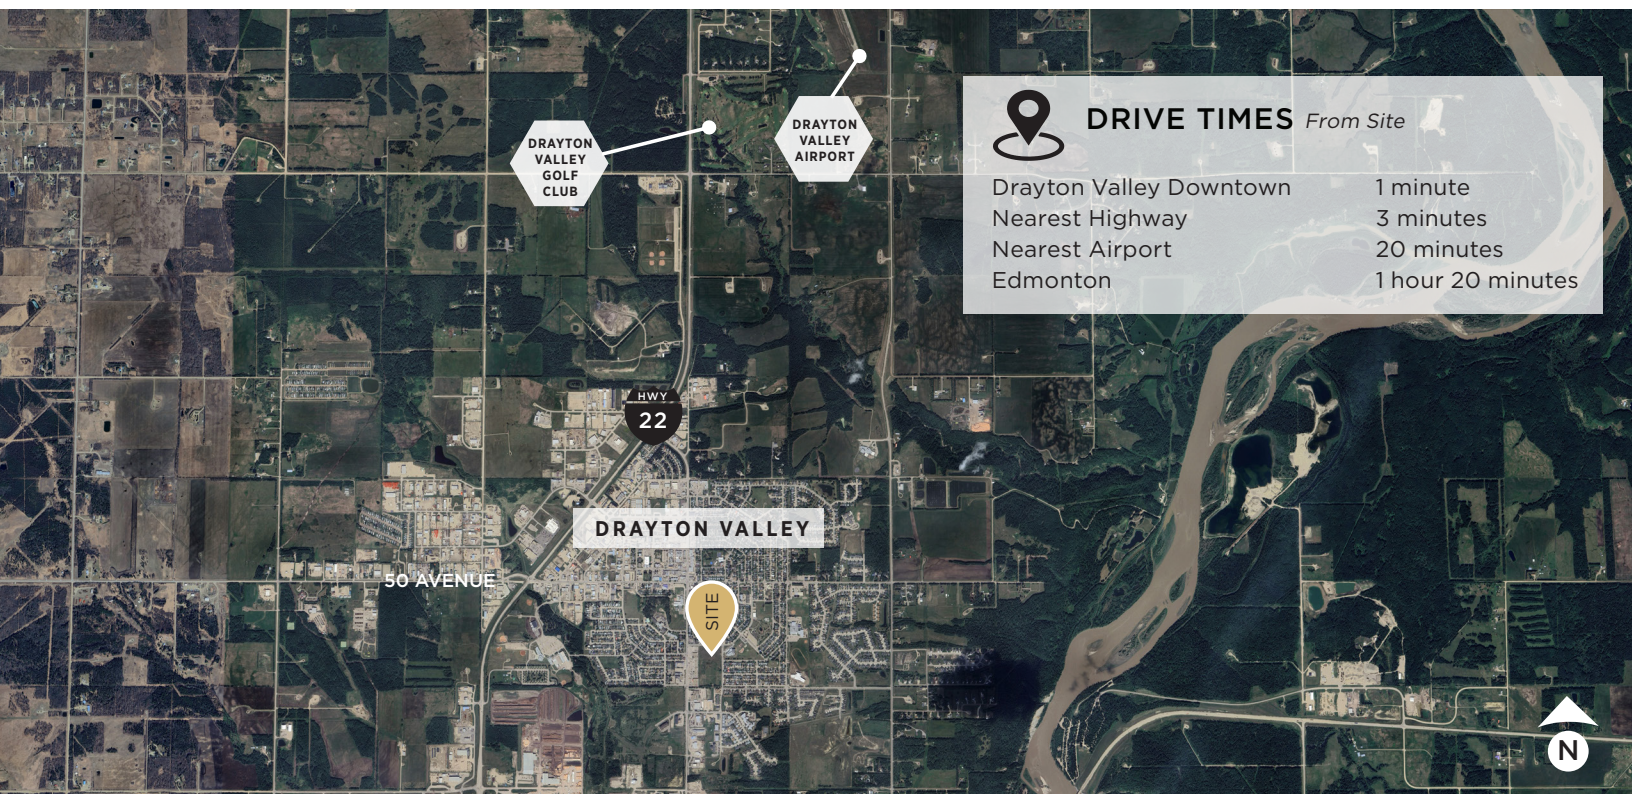 DRAYTON
VALLEY
GOLF
CLUB
DRAYTON
VALLEY
AIRPORT
DRIVE TIMES From Site
Drayton Valley Downtown 1 minute
Nearest Highway 3 minutes
Nearest Airport 20 minutes
Edmonton 1 hour 20 minutes
HWY
22
DRAYTON VALLEY
50 AVENUE
SITE
N